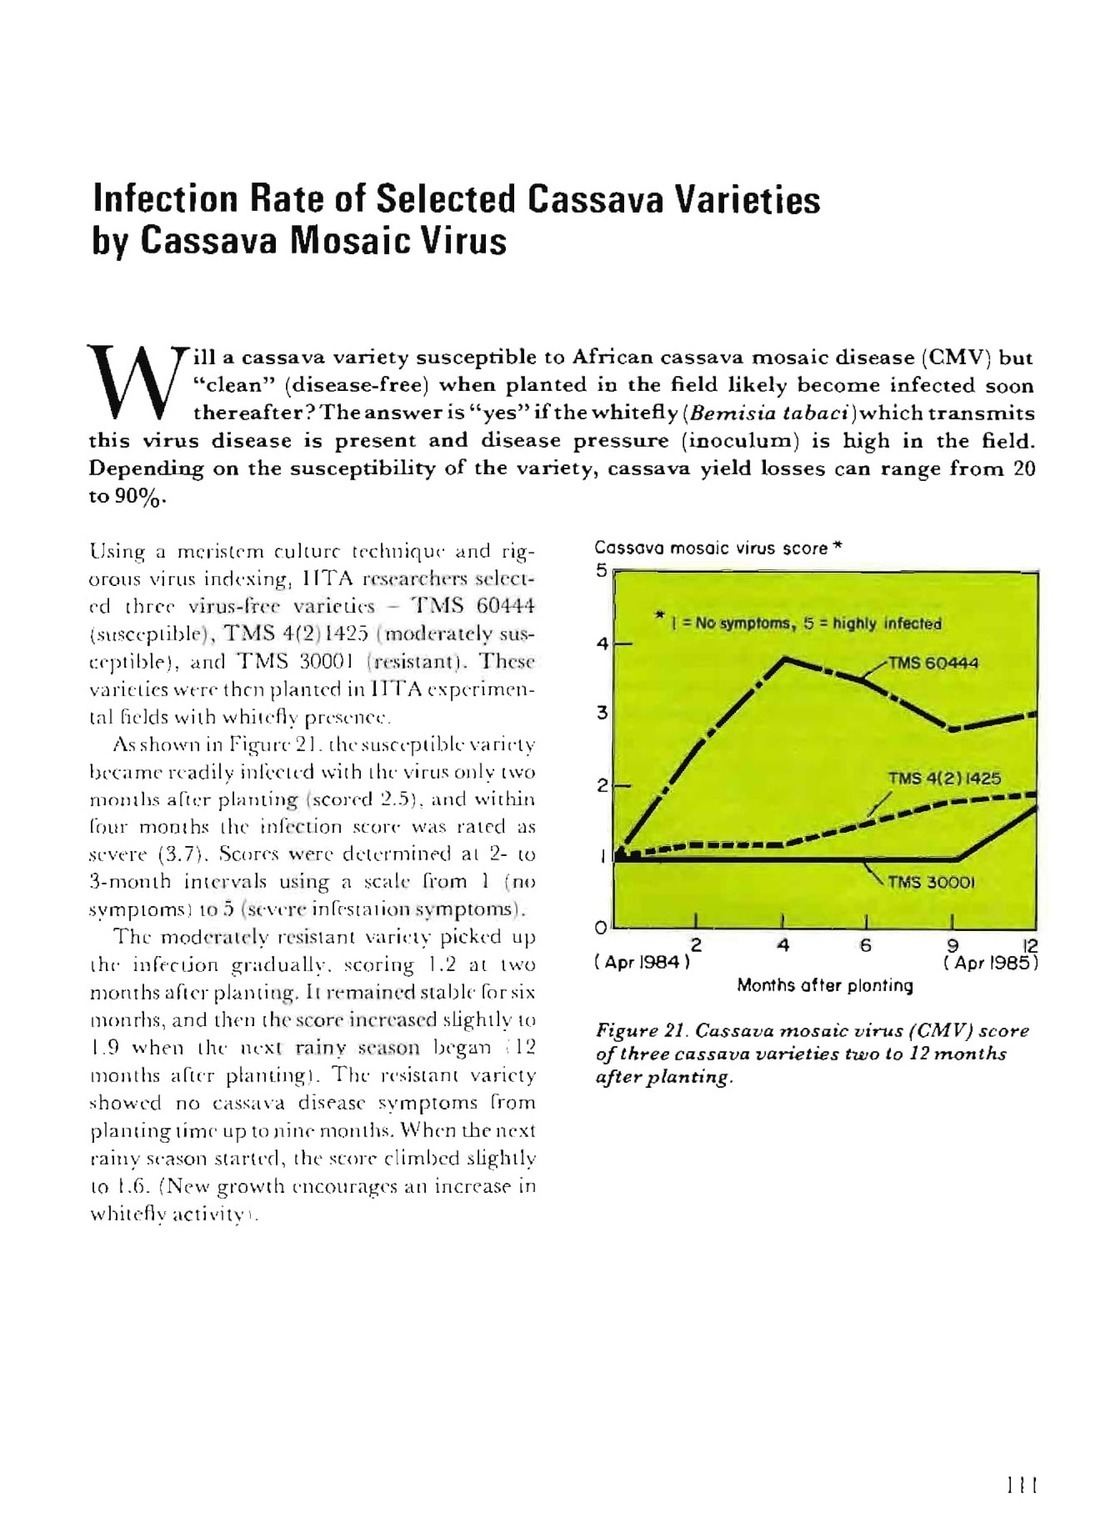 Infection Rate of Selected Cassava Varieties
by Cassava Mosaic Virus
Will a cassava variety susceptible to African cassava mosaic disease (CMV) but
“clean” (disease-free) when planted in the field likely become infected soon
thereafter? The answer is “yes” if the whitefly (Bemisia tabaci) which transmits
this virus disease is present and disease pressure (inoculum) is high in the field.
Depending on the susceptibility of the variety, cassava yield losses can range from 20
to 90%.
Using a meristem culture technique and rig-
orous virus indexing, IITA researchers select-
ed three virus-free varieties – TMS 60444
(susceptible), TMS 4(2)1425 (moderately sus-
ceptible), and TMS 30001 (resistant). These
varieties were then planted in IITA experimen-
tal fields with whitefly presence.
As shown in Figure 21. the susceptible variety
became readily infected with the virus only two
months after planting (scored 2.5), and within
four months the infection score was rated as
severe (3.7). Scores were determined at 2- to
3-month intervals using a scale from 1 (no
symptoms) to 5 (severe infestation symptoms).
The moderately resistant variety picked up
the infection gradually, scoring 1.2 at two
months after planting. It remained stable for six
months, and then the score increased slightly to
1.9 when the next rainy season began (12
months after planting). The resistant variety
showed no cassava disease symptoms from
planting time up to nine months. When the next
rainy season started, the score climbed slightly
to 1.6. (New growth encourages an increase in
whitefly activity).
Cassava mosaic virus score *
5
* 1 = No symptoms, 5 = highly infected
4
TMS 60444
3
TMS 4(2)1425
2
1
TMS 30001
0
2 4 6 9 12
(Apr 1984) (Apr 1985)
Months after planting
Figure 21. Cassava mosaic virus (CMV) score
of three cassava varieties two to 12 months
after planting.
111